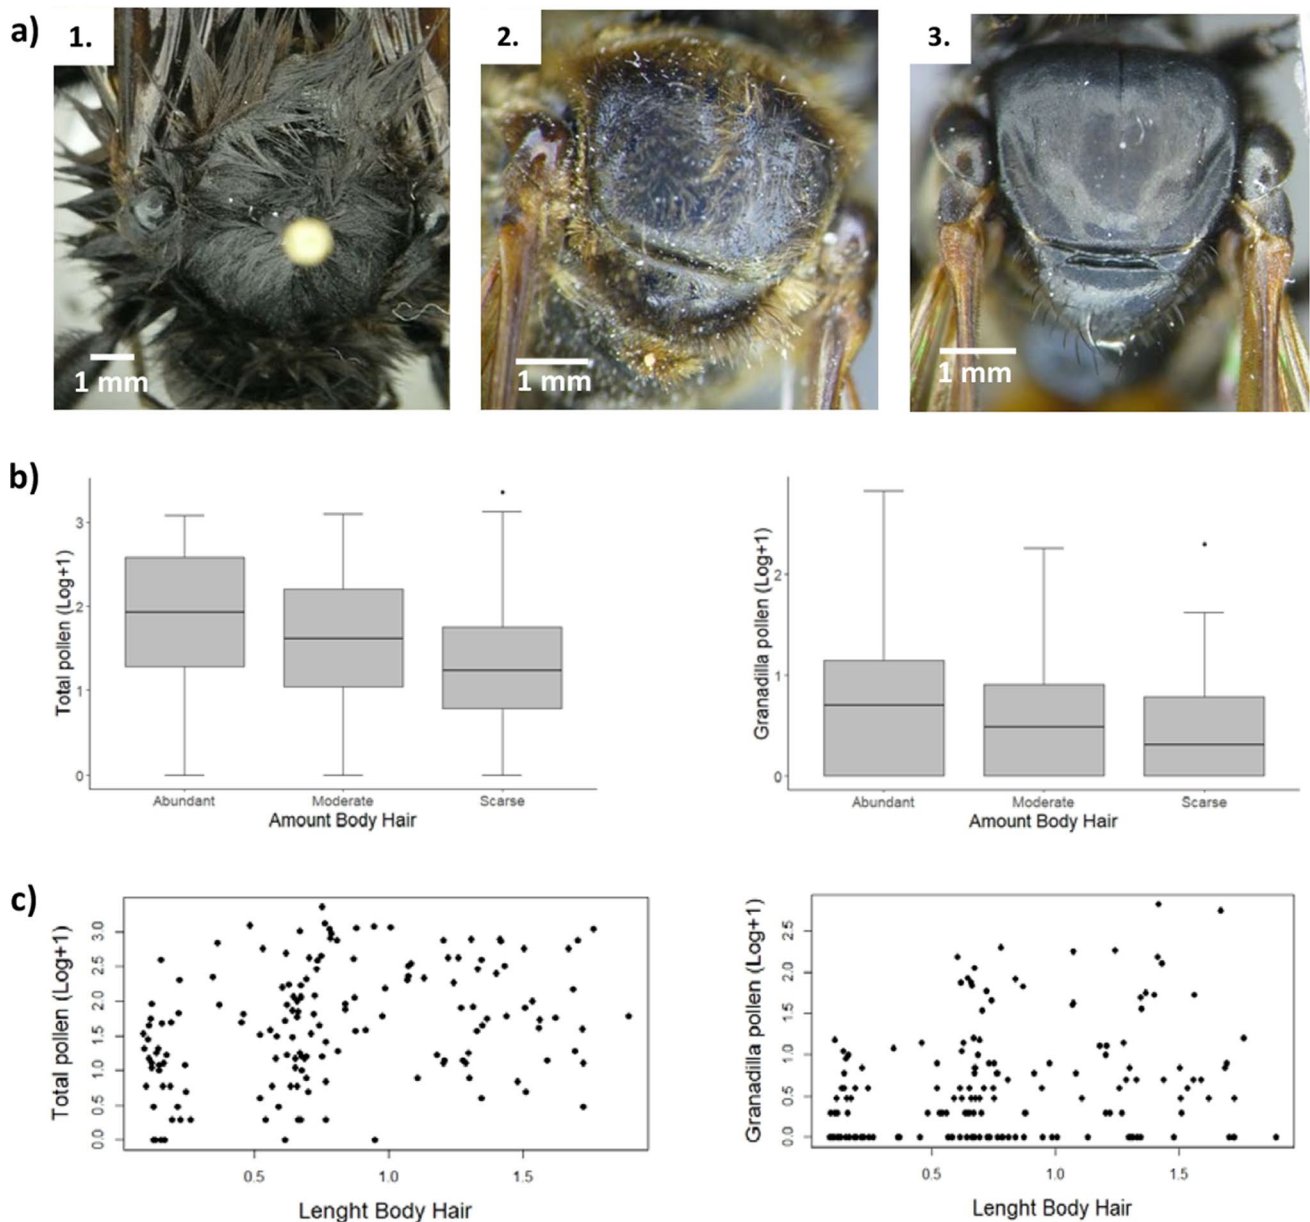 a)
1.
2.
3.
1 mm
1 mm
1 mm
b)
Total pollen (Log+1)
3
2
1
0
Abundant
Moderate
Scarse
Amount Body Hair
Granadilla pollen (Log+1)
2
1
0
Abundant
Moderate
Scarse
Amount Body Hair
c)
Total pollen (Log+1)
3.0
2.5
2.0
1.5
1.0
0.5
0.0
0.5
1.0
1.5
Lenght Body Hair
Granadilla pollen (Log+1)
2.5
2.0
1.5
1.0
0.5
0.0
0.5
1.0
1.5
Lenght Body Hair